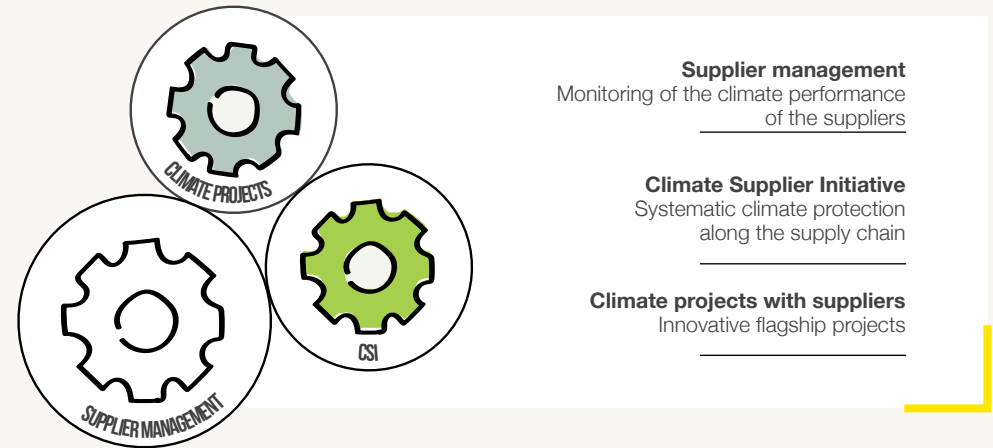 CLIMATE PROJECTS
CSI
SUPPLIER MANAGEMENT
Supplier management
Monitoring of the climate performance
of the suppliers
Climate Supplier Initiative
Systematic climate protection
along the supply chain
Climate projects with suppliers
Innovative flagship projects